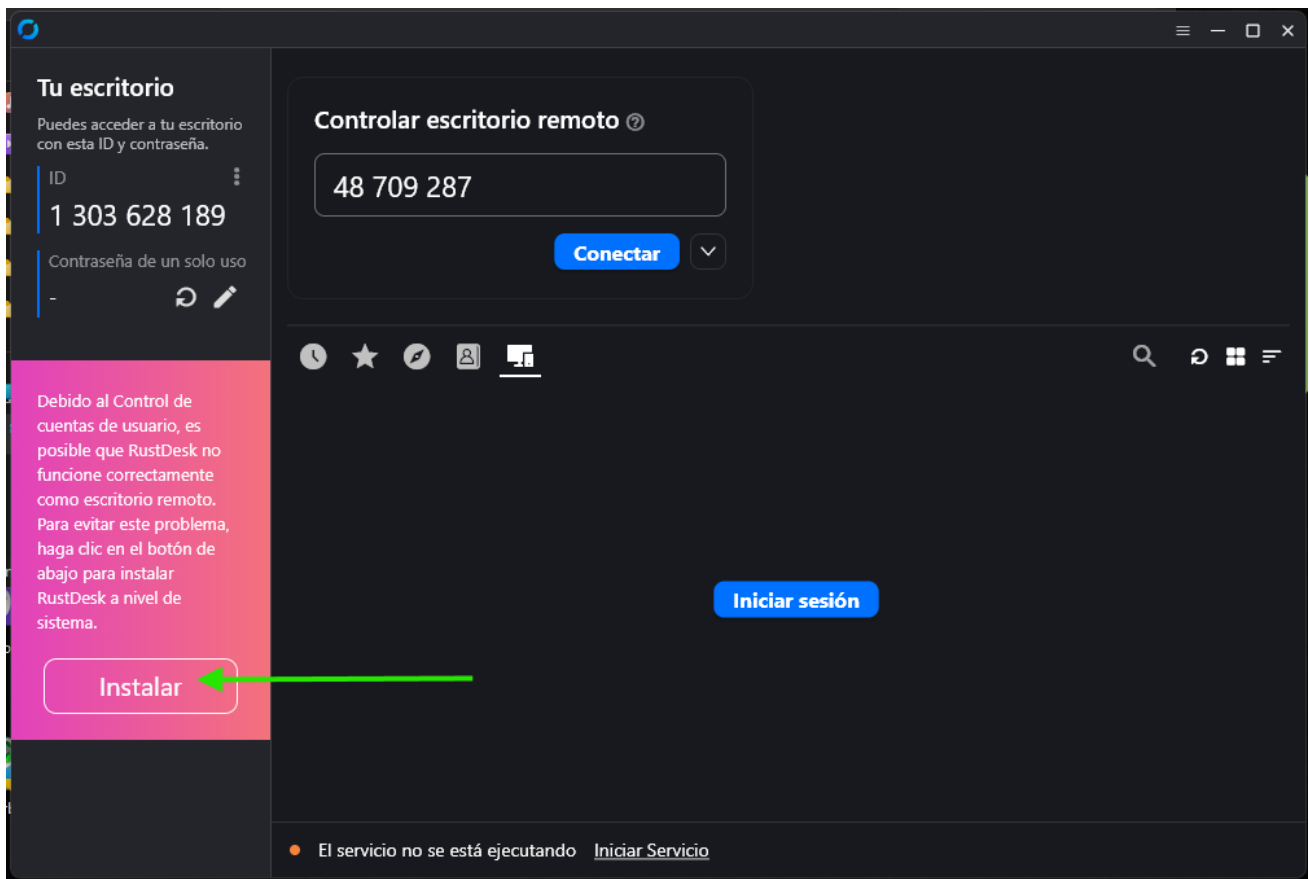 Tu escritorio
Puedes acceder a tu escritorio
con esta ID y contraseña.
ID
1 303 628 189
Contraseña de un solo uso
-
Debido al Control de
cuentas de usuario, es
posible que RustDesk no
funcione correctamente
como escritorio remoto.
Para evitar este problema,
haga clic en el botón de
abajo para instalar
RustDesk a nivel de
sistema.
Instalar
Controlar escritorio remoto
48 709 287
Conectar
Iniciar sesión
El servicio no se está ejecutando Iniciar Servicio